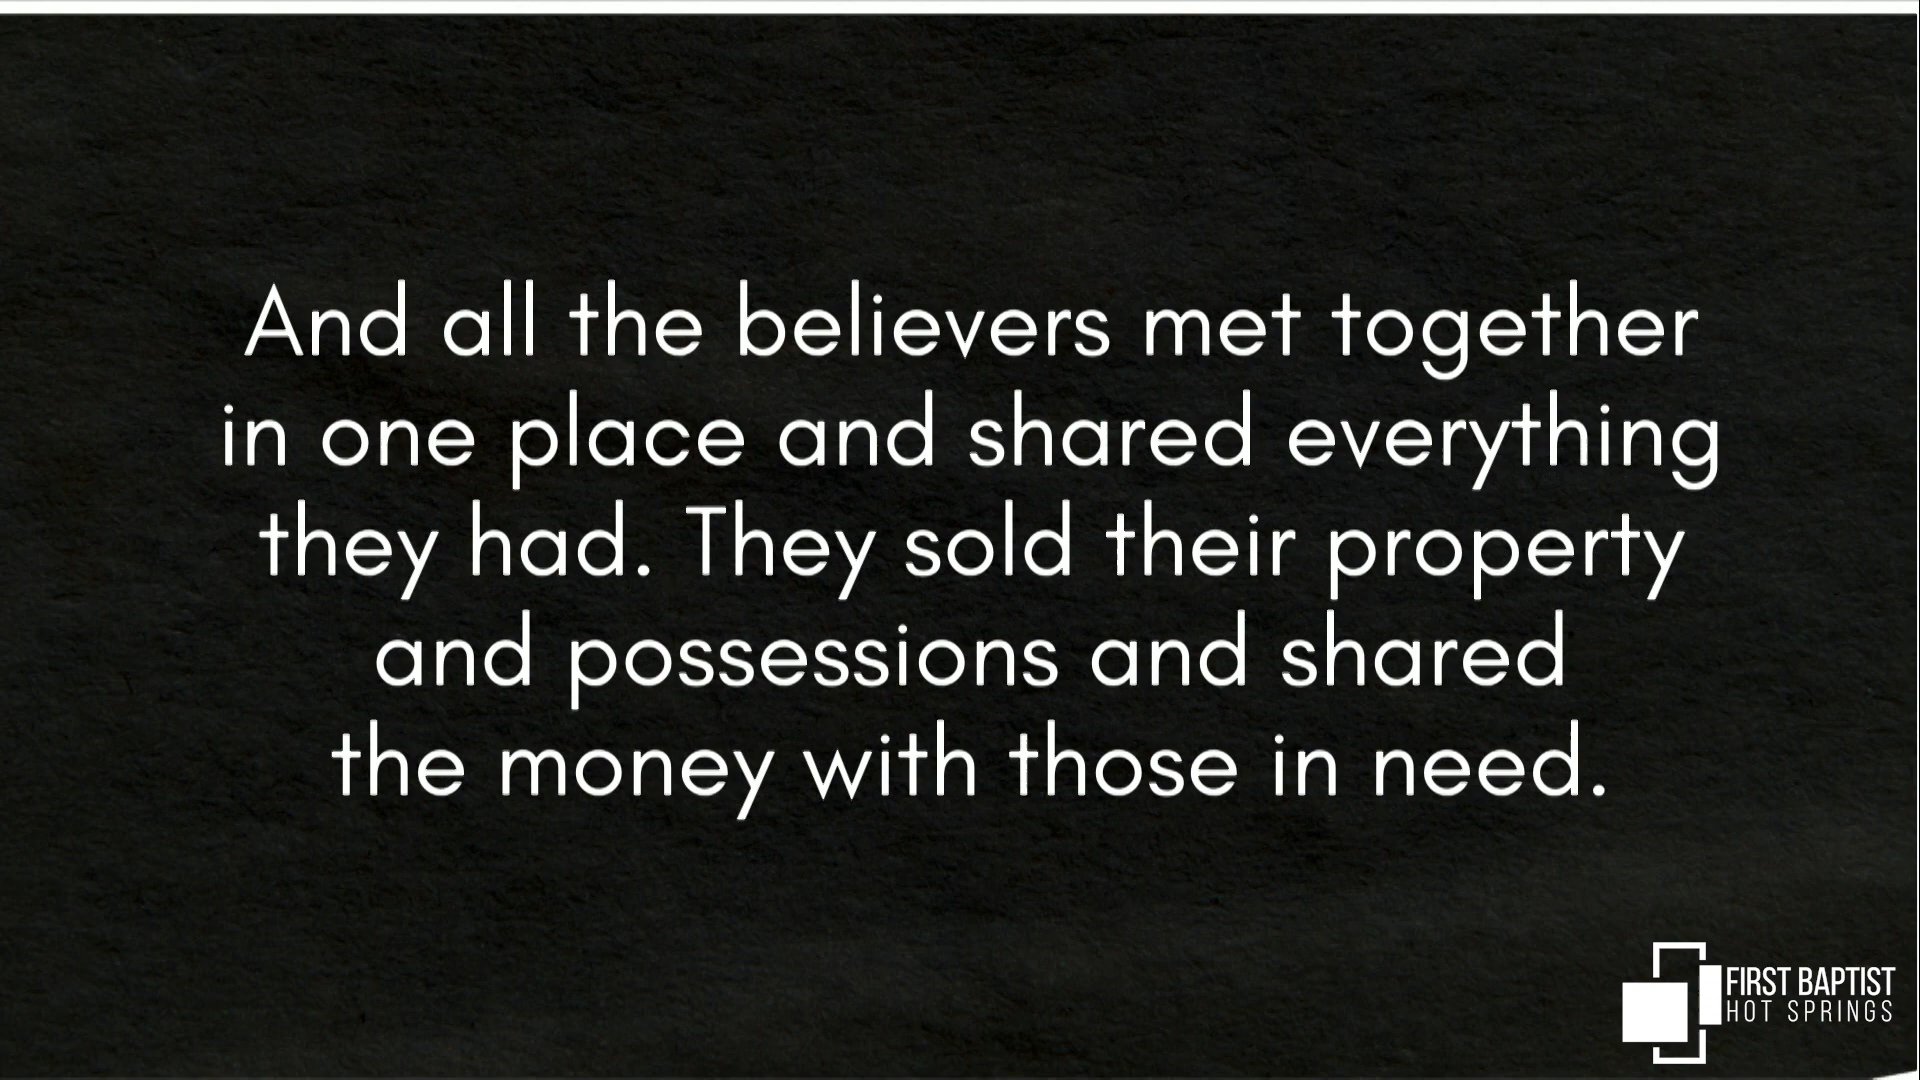 And all the believers met together
in one place and shared everything
they had. They sold their property
and possessions and shared
the money with those in need.
FIRST BAPTIST
HOT SPRINGS